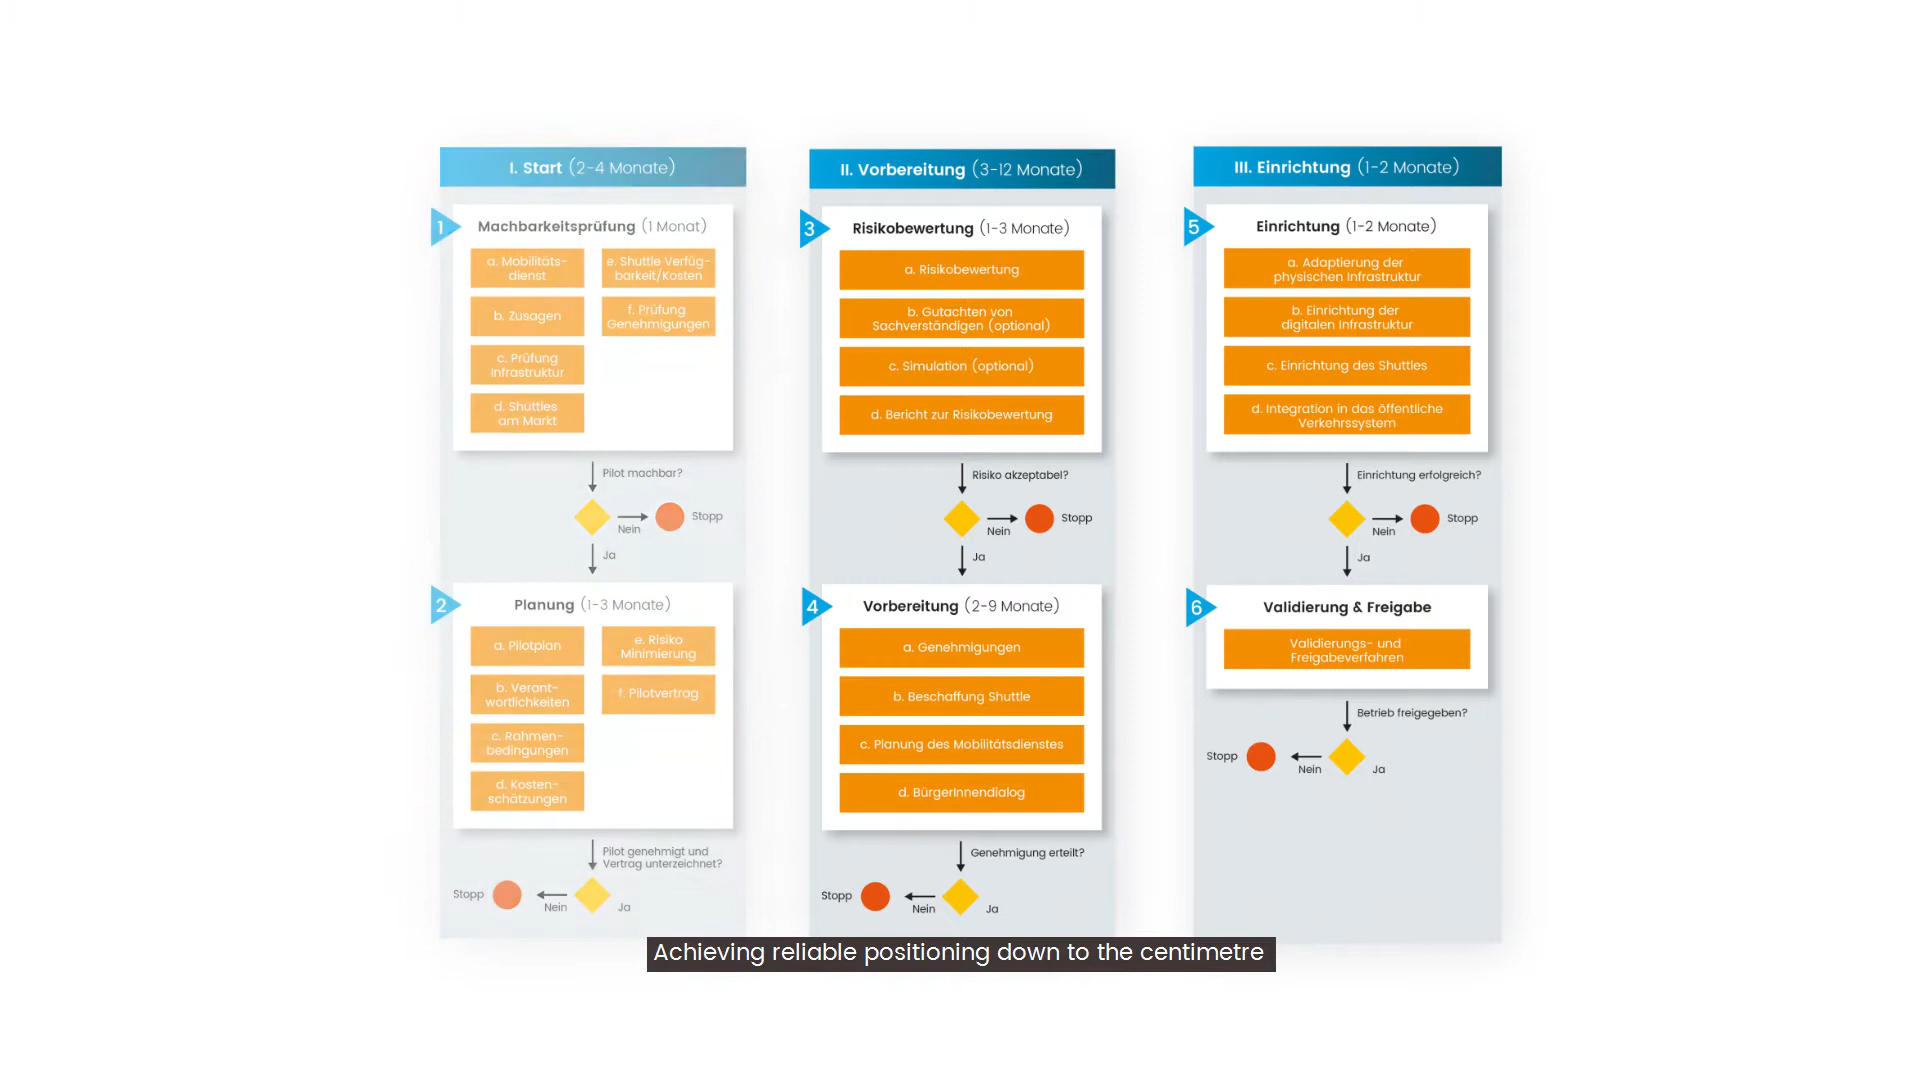 I. Start (2-4 Monate)
1
Machbarkeitsprüfung (1 Monat)
a. Mobilitäts-
dienst
b. Zusagen
c. Prüfung
Infrastruktur
d. Shuttles
am Markt
e. Shuttle Verfüg-
barkeit/Kosten
f. Prüfung
Genehmigungen
Pilot machbar?
Nein
Stopp
Ja
2
Planung (1-3 Monate)
a. Pilotplan
b. Verant-
wortlichkeiten
c. Rahmen-
bedingungen
d. Kosten-
schätzungen
e. Risiko
Minimierung
f. Pilotvertrag
Pilot genehmigt und
Vertrag unterzeichnet?
Stopp
Nein
Ja
II. Vorbereitung (3-12 Monate)
3
Risikobewertung (1-3 Monate)
a. Risikobewertung
b. Gutachten von
Sachverständigen (optional)
c. Simulation (optional)
d. Bericht zur Risikobewertung
Risiko akzeptabel?
Nein
Stopp
Ja
4
Vorbereitung (2-9 Monate)
a. Genehmigungen
b. Beschaffung Shuttle
c. Planung des Mobilitätsdienstes
d. BürgerInnendialog
Genehmigung erteilt?
Stopp
Nein
Ja
III. Einrichtung (1-2 Monate)
5
Einrichtung (1-2 Monate)
a. Adaptierung der
physischen Infrastruktur
b. Einrichtung der
digitalen Infrastruktur
c. Einrichtung des Shuttles
d. Integration in das öffentliche
Verkehrssystem
Einrichtung erfolgreich?
Nein
Stopp
Ja
6
Validierung & Freigabe
Validierungs- und
Freigabeverfahren
Betrieb freigegeben?
Stopp
Nein
Ja
Achieving reliable positioning down to the centimetre